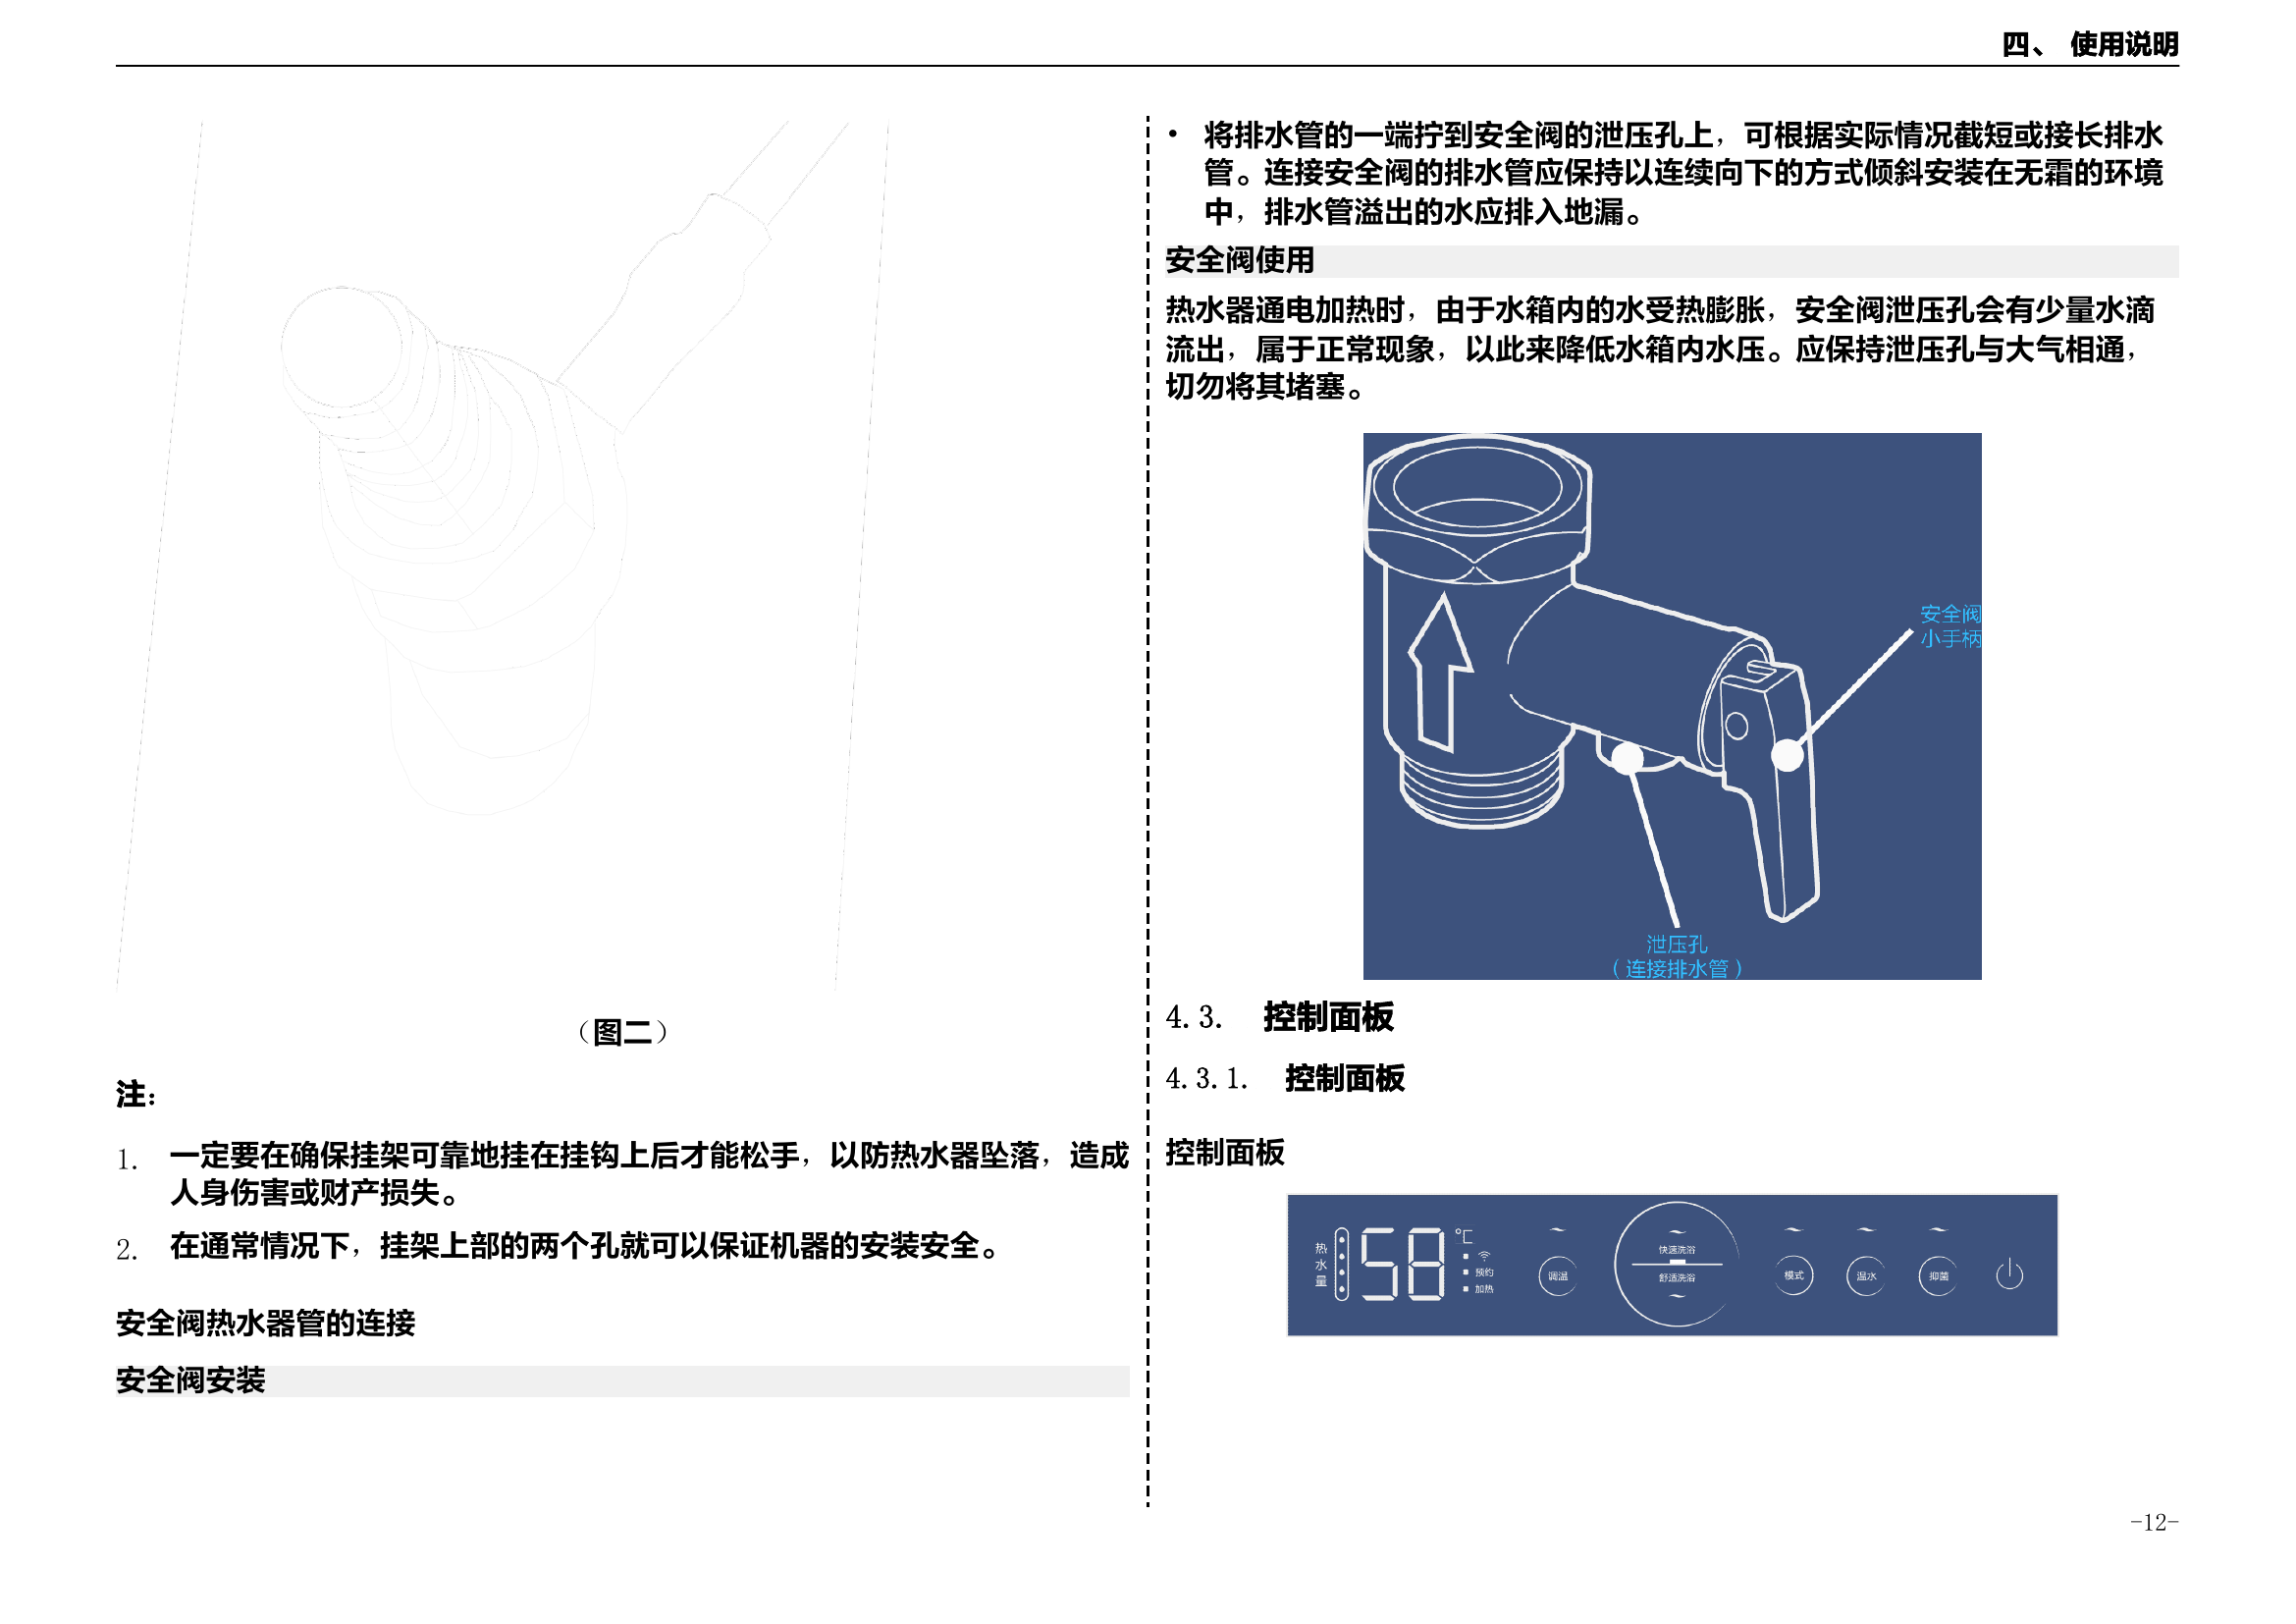 四、 使用说明
（图二）
注：
1. 一定要在确保挂架可靠地挂在挂钩上后才能松手，以防热水器坠落，造成
人身伤害或财产损失。
2. 在通常情况下，挂架上部的两个孔就可以保证机器的安装安全。
安全阀热水器管的连接
安全阀安装
• 将排水管的一端拧到安全阀的泄压孔上，可根据实际情况截短或接长排水
管。连接安全阀的排水管应保持以连续向下的方式倾斜安装在无霜的环境
中，排水管溢出的水应排入地漏。
安全阀使用
热水器通电加热时，由于水箱内的水受热膨胀，安全阀泄压孔会有少量水滴
流出，属于正常现象，以此来降低水箱内水压。应保持泄压孔与大气相通，
切勿将其堵塞。
安全阀
小手柄
泄压孔
（连接排水管）
4.3. 控制面板
4.3.1. 控制面板
控制面板
热水量
58℃
预约
加热
调温
快速洗浴
舒适洗浴
模式
温水
抑菌
-12-